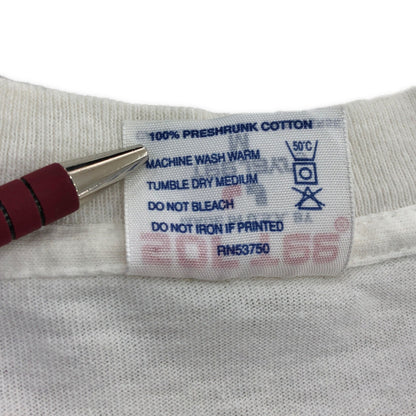 100% PRESHRUNK COTTON
MACHINE WASH WARM
50°C
TUMBLE DRY MEDIUM
DO NOT BLEACH
DO NOT IRON IF PRINTED
RN53750